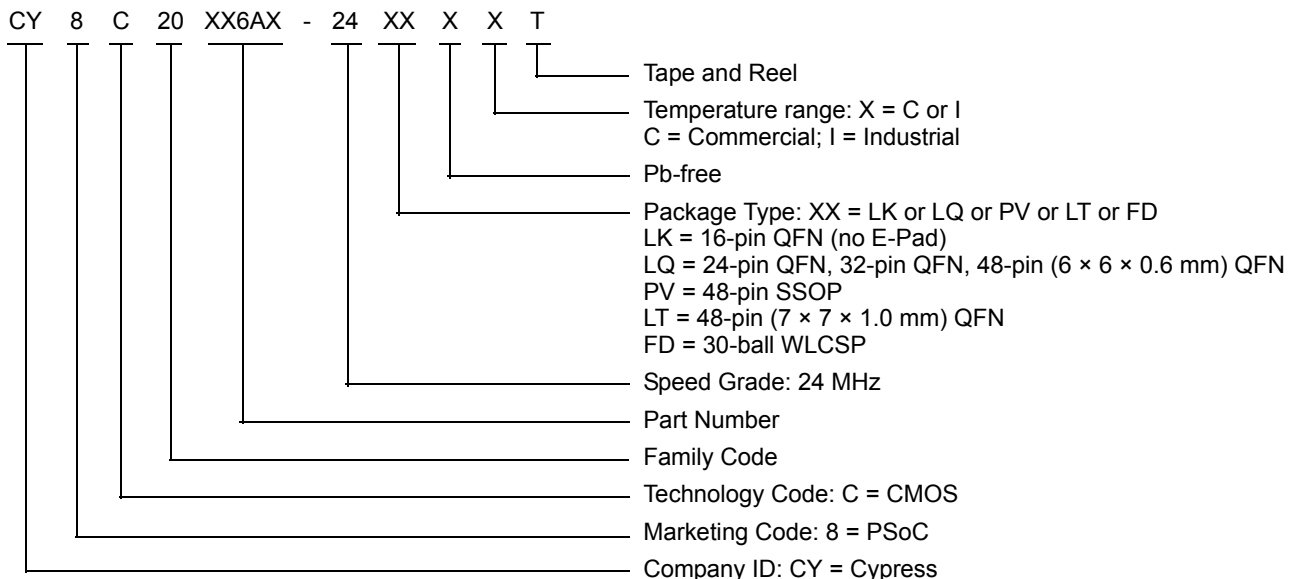 CY 8 C 20 XX6AX - 24 XX X X T
Tape and Reel
Temperature range: X = C or I
C = Commercial; I = Industrial
Pb-free
Package Type: XX = LK or LQ or PV or LT or FD
LK = 16-pin QFN (no E-Pad)
LQ = 24-pin QFN, 32-pin QFN, 48-pin (6 × 6 × 0.6 mm) QFN
PV = 48-pin SSOP
LT = 48-pin (7 × 7 × 1.0 mm) QFN
FD = 30-ball WLCSP
Speed Grade: 24 MHz
Part Number
Family Code
Technology Code: C = CMOS
Marketing Code: 8 = PSoC
Company ID: CY = Cypress